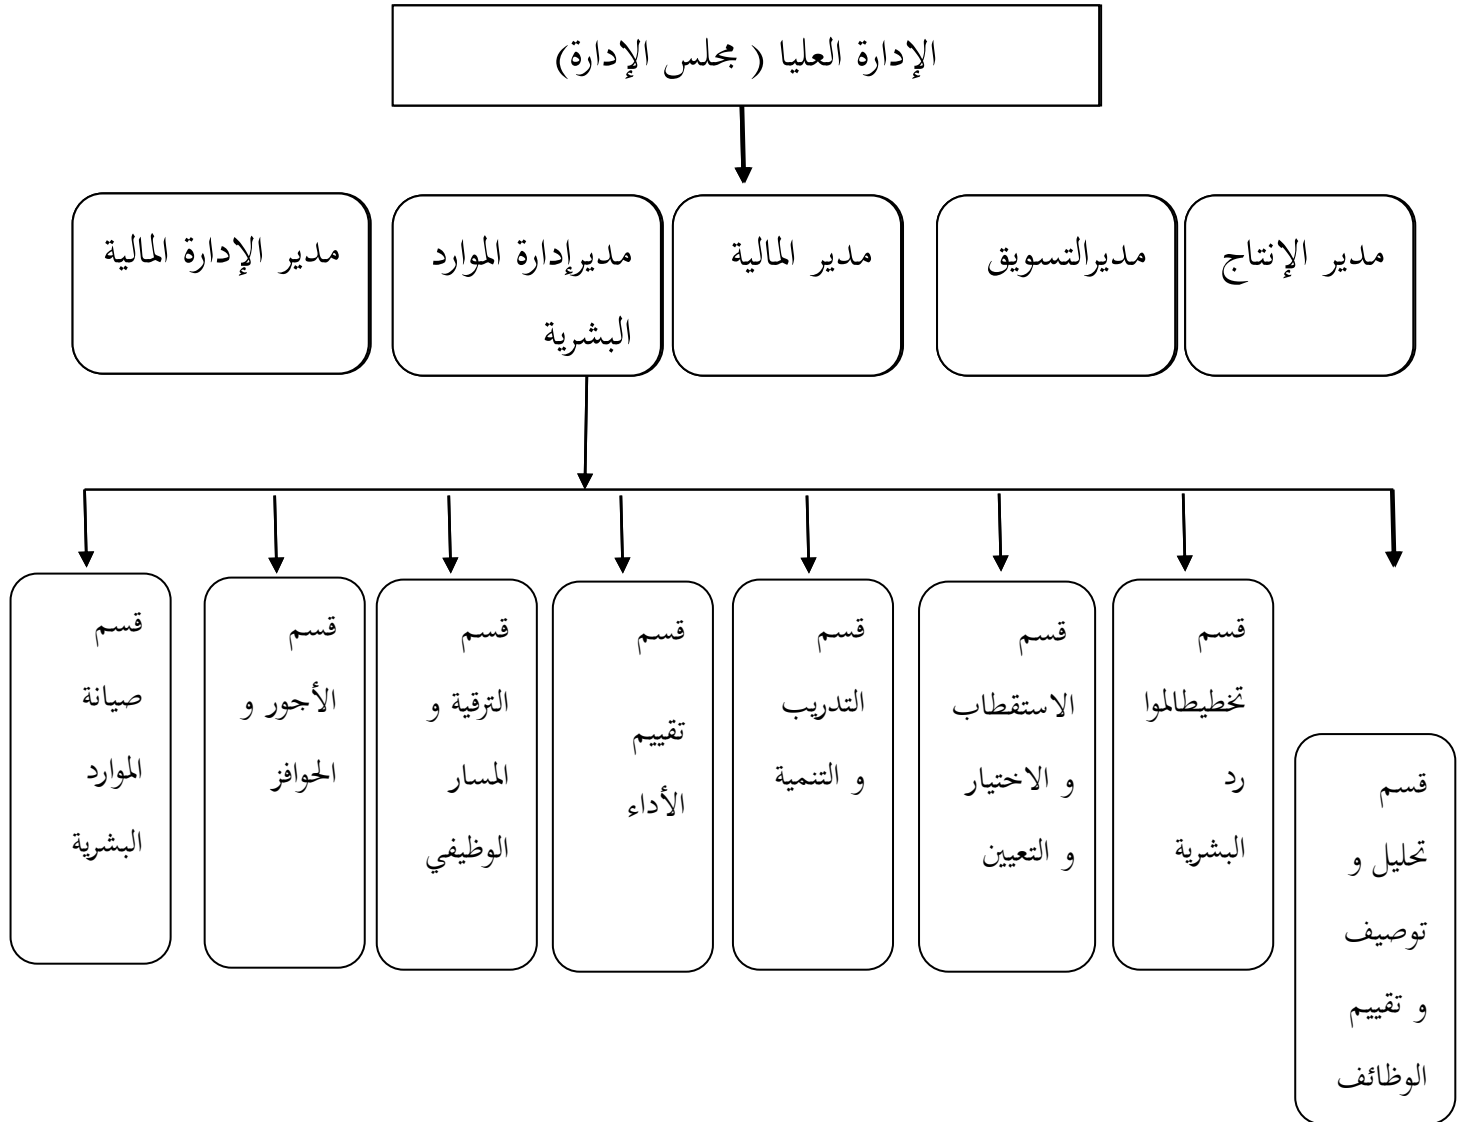 الإدارة العليا ( مجلس الإدارة)
مدير الإنتاج
مديرالتسويق
مدير المالية
مديرإدارة الموارد
البشرية
مدير الإدارة المالية
قسم
تحليل و
توصيف
و تقييم
الوظائف
قسم
تخطيطالموا
رد
البشرية
قسم
الاستقطاب
و الاختيار
و التعيين
قسم
التدريب
و التنمية
قسم
تقييم
الأداء
قسم
الترقية و
المسار
الوظيفي
قسم
الأجور و
الحوافز
قسم
صيانة
الموارد
البشرية